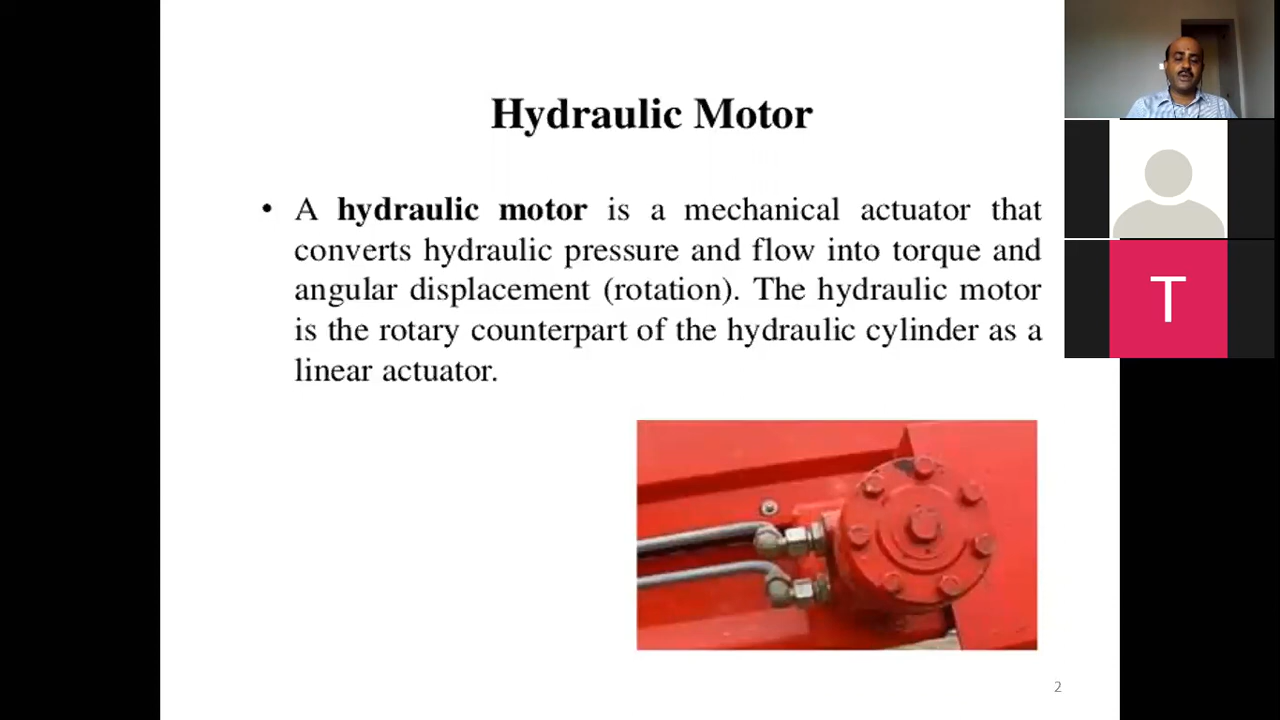 Hydraulic Motor
• A hydraulic motor is a mechanical actuator that
converts hydraulic pressure and flow into torque and
angular displacement (rotation). The hydraulic motor
is the rotary counterpart of the hydraulic cylinder as a
linear actuator.
T
2